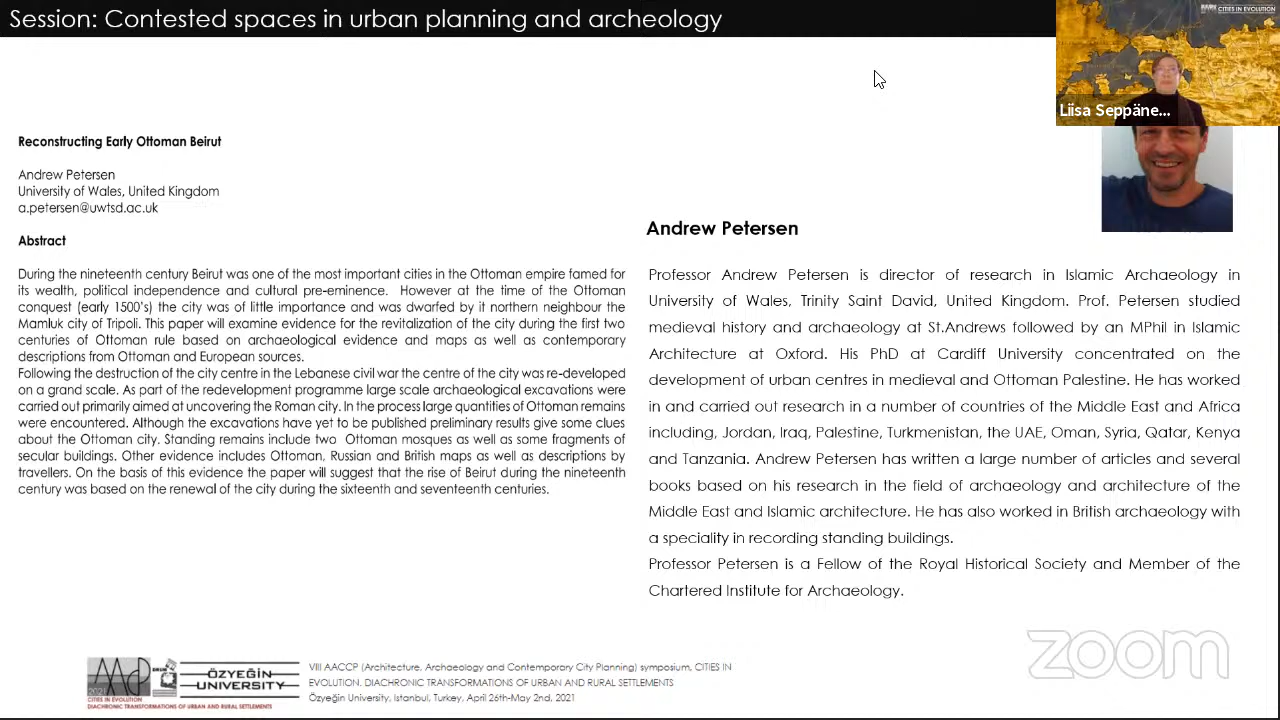 Session: Contested spaces in urban planning and archeology
CITIES IN EVOLUTION
Liisa Seppäne...
Reconstructing Early Ottoman Beirut
Andrew Petersen
University of Wales, United Kingdom
a.petersen@uwtsd.ac.uk
Abstract
During the nineteenth century Beirut was one of the most important cities in the Ottoman empire famed for
its wealth, political independence and cultural pre-eminence. However at the time of the Ottoman
conquest (early 1500's) the city was of little importance and was dwarfed by it northern neighbour the
Mamluk city of Tripoli. This paper will examine evidence for the revitalization of the city during the first two
centuries of Ottoman rule based on archaeological evidence and maps as well as contemporary
descriptions from Ottoman and European sources.
Following the destruction of the city centre in the Lebanese civil war the centre of the city was re-developed
on a grand scale. As part of the redevelopment programme large scale archaeological excavations were
carried out primarily aimed at uncovering the Roman city. In the process large quantities of Ottoman remains
were encountered. Although the excavations have yet to be published preliminary results give some clues
about the Ottoman city. Standing remains include two Ottoman mosques as well as some fragments of
secular buildings. Other evidence includes Ottoman, Russian and British maps as well as descriptions by
travellers. On the basis of this evidence the paper will suggest that the rise of Beirut during the nineteenth
century was based on the renewal of the city during the sixteenth and seventeenth centuries.
Andrew Petersen
Professor Andrew Petersen is director of research in Islamic Archaeology in
University of Wales, Trinity Saint David, United Kingdom. Prof. Petersen studied
medieval history and archaeology at St.Andrews followed by an MPhil in Islamic
Architecture at Oxford. His PhD at Cardiff University concentrated on the
development of urban centres in medieval and Ottoman Palestine. He has worked
in and carried out research in a number of countries of the Middle East and Africa
including, Jordan, Iraq, Palestine, Turkmenistan, the UAE, Oman, Syria, Qatar, Kenya
and Tanzania. Andrew Petersen has written a large number of articles and several
books based on his research in the field of archaeology and architecture of the
Middle East and Islamic architecture. He has also worked in British archaeology with
a speciality in recording standing buildings.
Professor Petersen is a Fellow of the Royal Historical Society and Member of the
Chartered Institute for Archaeology.
AACP
2021
CITIES IN EVOLUTION
DIACHRONIC TRANSFORMATIONS OF URBAN AND RURAL SETTLEMENTS
ÖZYEĞİN
UNIVERSITY
VIII AACCP (Architecture, Archaeology and Contemporary City Planning) symposium, CITIES IN
EVOLUTION. DIACHRONIC TRANSFORMATIONS OF URBAN AND RURAL SETTLEMENTS
Özyeğin University, Istanbul, Turkey, April 26th-May 2nd, 2021
zoom